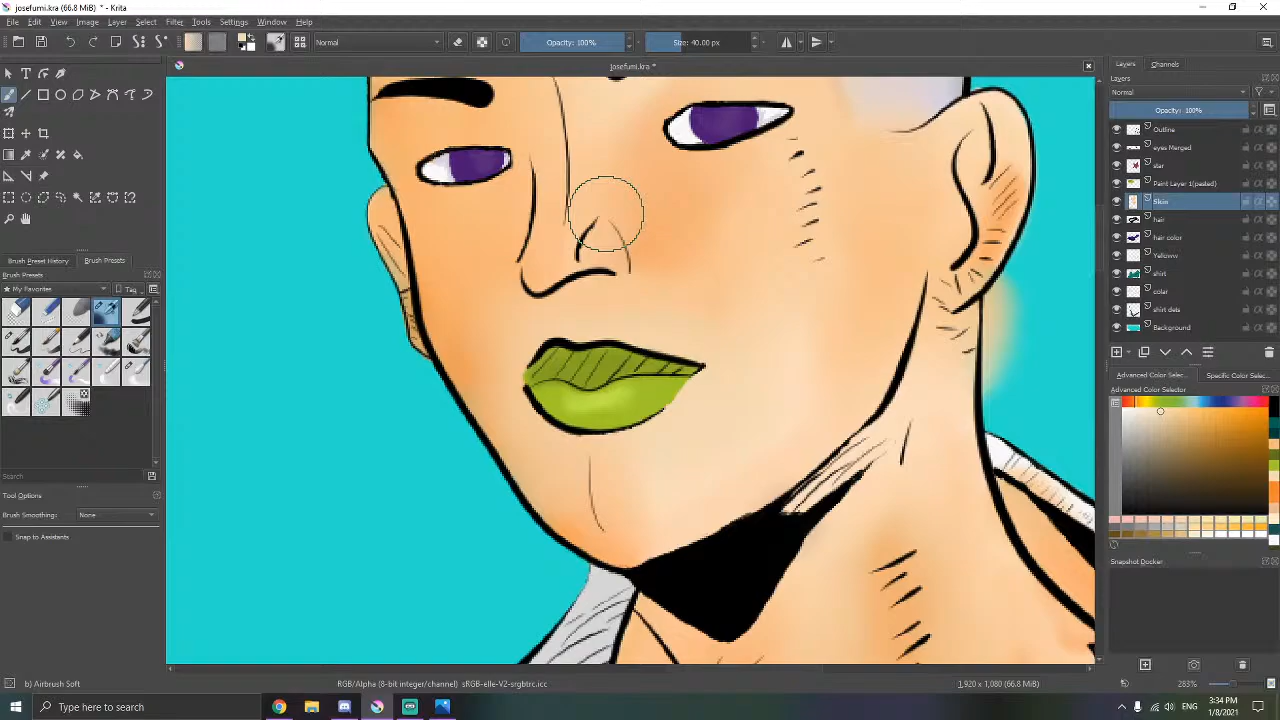 josefumi.kra (66.8 MiB) * - Krita
File Edit View Image Layer Select Filter Tools Settings Window Help
Normal Opacity: 100% Size: 40.00 px
josefumi.kra *
Layers Channels
Layers
Normal
Opacity: 100%
Outline
eyes Merged
star
Paint Layer 1(pasted)
Skin
hair
hair color
Yelloww
shirt
colar
shirt dets
Background
Brush Preset History Brush Presets
Brush Presets
My Favorites Tag
Search
Tool Options
Brush Smoothing: None
Snap to Assistants
Advanced Color Selec... Specific Color Selec...
Advanced Color Selector
Snapshot Docker
b) Airbrush Soft
RGB/Alpha (8-bit integer/channel) sRGB-elle-V2-srgbtrc.icc
1,920 x 1,080 (66.8 MiB)
283%
Type here to search
ENG
3:34 PM
1/8/2021